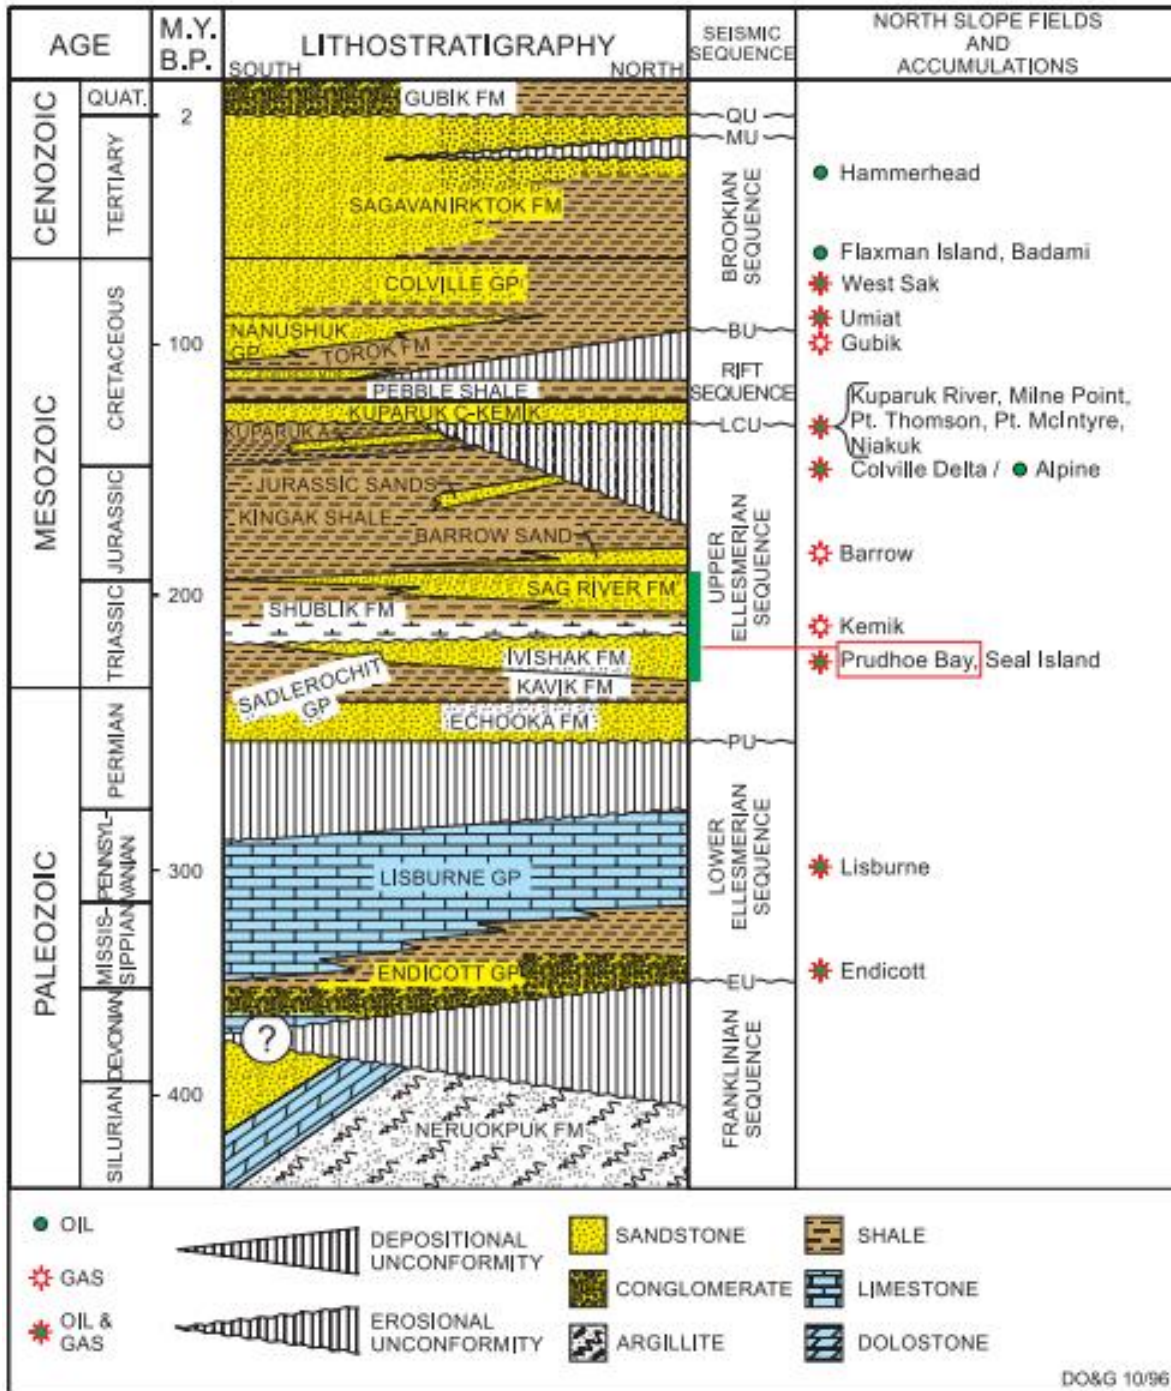 AGE
M.Y.
B.P.
LITHOSTRATIGRAPHY
SOUTH
NORTH
SEISMIC
SEQUENCE
NORTH SLOPE FIELDS
AND
ACCUMULATIONS
CENOZOIC
QUAT.
TERTIARY
MESOZOIC
CRETACEOUS
JURASSIC
TRIASSIC
PALEOZOIC
PERMIAN
PENNSYL-
VANIAN
MISSIS-
SIPPIAN
DEVONIAN
SILURIAN
2
100
200
300
400
GUBIK FM
SAGAVANIRKTOK FM
COLVILLE GP
NANUSHUK
GP
TOROK FM
PEBBLE SHALE
KUPARUK C-KEMIK
KUPARUK A
JURASSIC SANDS
KINGAK SHALE
BARROW SAND
SAG RIVER FM
SHUBLIK FM
IVISHAK FM
SADLEROCHIT
GP
KAVIK FM
ECHOOKA FM
LISBURNE GP
ENDICOTT GP
?
NERUOKPUK FM
QU
MU
BROOKIAN
SEQUENCE
BU
RIFT
SEQUENCE
LCU
UPPER
ELLESMERIAN
SEQUENCE
PU
LOWER
ELLESMERIAN
SEQUENCE
EU
FRANKLINIAN
SEQUENCE
Hammerhead
Flaxman Island, Badami
West Sak
Umiat
Gubik
Kuparuk River, Milne Point,
Pt. Thomson, Pt. McIntyre,
Niakuk
Colville Delta / Alpine
Barrow
Kemik
Prudhoe Bay, Seal Island
Lisburne
Endicott
OIL
GAS
OIL &
GAS
DEPOSITIONAL
UNCONFORMITY
EROSIONAL
UNCONFORMITY
SANDSTONE
CONGLOMERATE
ARGILLITE
SHALE
LIMESTONE
DOLOSTONE
DO&G 10/96